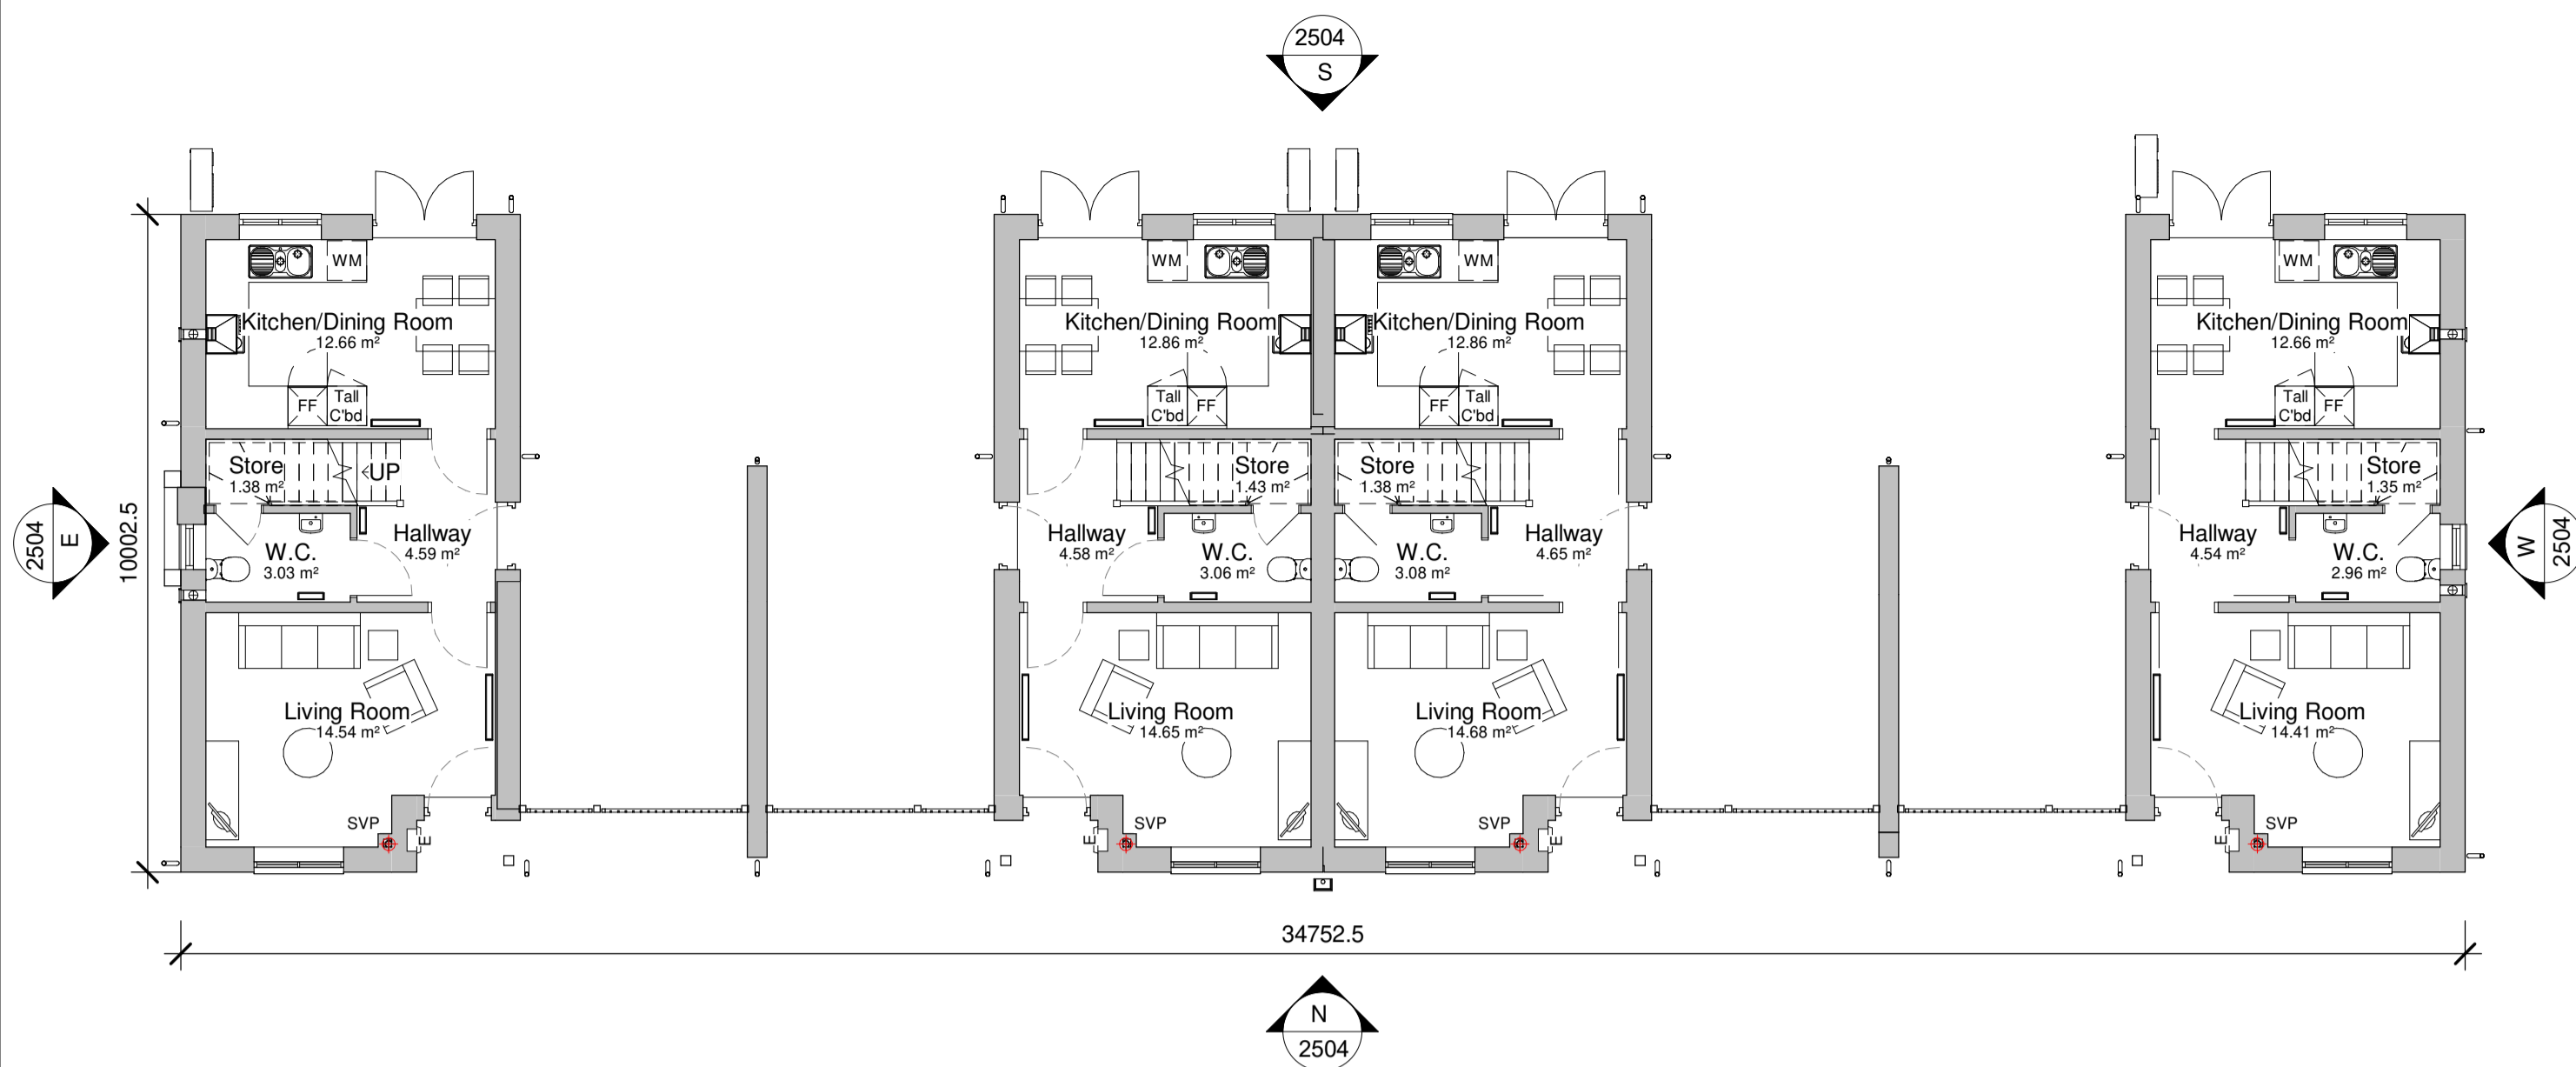 2504
S
WM
WM
WM
WM
Kitchen/Dining Room
12.66 m²
Kitchen/Dining Room
12.86 m²
Kitchen/Dining Room
12.86 m²
Kitchen/Dining Room
12.66 m²
FF
Tall
C'bd
Tall
C'bd
FF
FF
Tall
C'bd
Tall
C'bd
FF
Store
1.38 m²
UP
Store
1.43 m²
Store
1.38 m²
Store
1.35 m²
2504
E
10002.5
W.C.
3.03 m²
Hallway
4.59 m²
Hallway
4.58 m²
W.C.
3.06 m²
W.C.
3.08 m²
Hallway
4.65 m²
Hallway
4.54 m²
W.C.
2.96 m²
W
2504
Living Room
14.54 m²
Living Room
14.65 m²
Living Room
14.68 m²
Living Room
14.41 m²
SVP
E
E
SVP
SVP
E
E
SVP
34752.5
N
2504